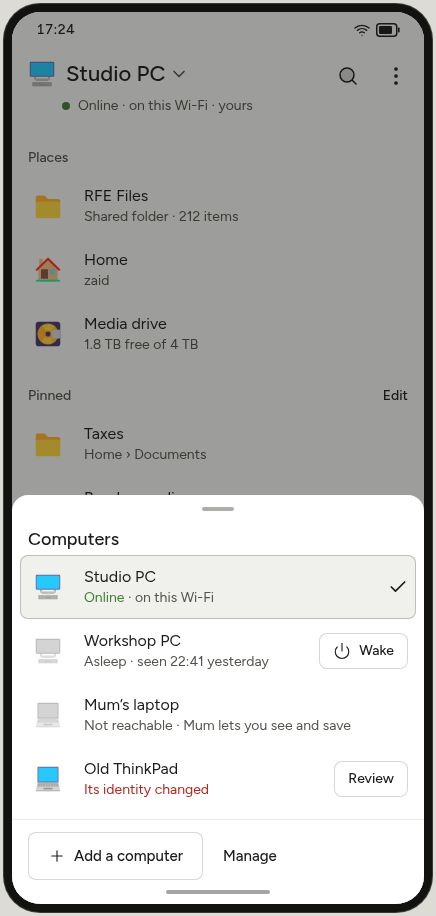 17:24
Studio PC
Online · on this Wi-Fi · yours
Places
RFE Files
Shared folder · 212 items
Home
zaid
Media drive
1.8 TB free of 4 TB
Pinned
Edit
Taxes
Home › Documents
Computers
Studio PC
Online · on this Wi-Fi
Workshop PC
Asleep · seen 22:41 yesterday
Wake
Mum’s laptop
Not reachable · Mum lets you see and save
Old ThinkPad
Its identity changed
Review
Add a computer
Manage